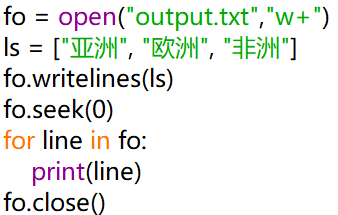 fo = open("output.txt","w+")
ls = ["亚洲", "欧洲", "非洲"]
fo.writelines(ls)
fo.seek(0)
for line in fo:
    print(line)
fo.close()